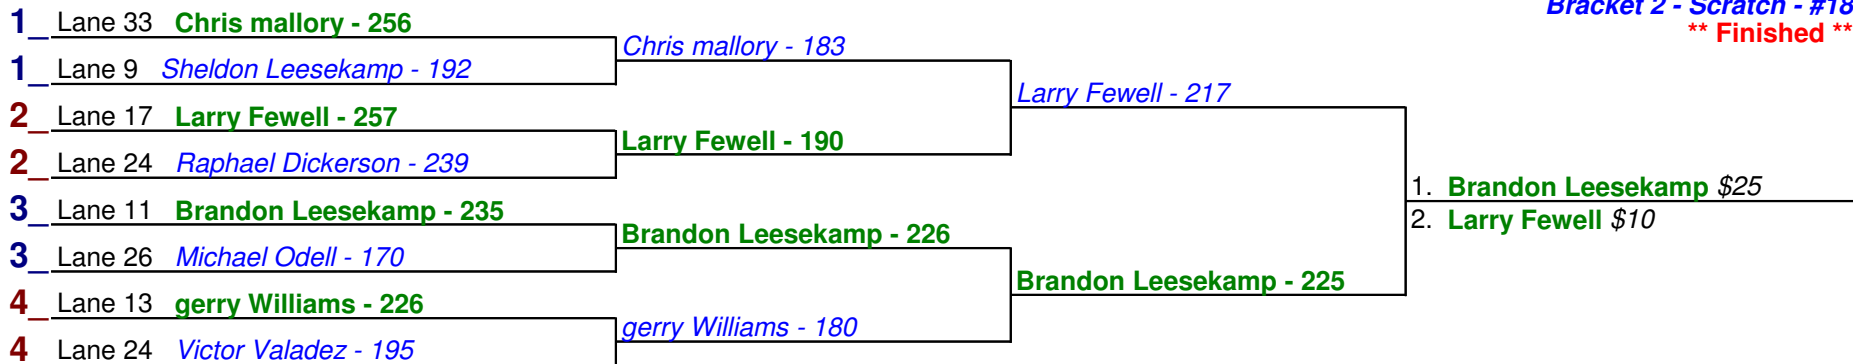 Bracket 2 - Scratch - #18
** Finished **
1_ Lane 33 Chris mallory - 256
1_ Lane 9 Sheldon Leesekamp - 192
2_ Lane 17 Larry Fewell - 257
2_ Lane 24 Raphael Dickerson - 239
3_ Lane 11 Brandon Leesekamp - 235
3_ Lane 26 Michael Odell - 170
4_ Lane 13 gerry Williams - 226
4 Lane 24 Victor Valadez - 195
Chris mallory - 183
Larry Fewell - 190
Brandon Leesekamp - 226
gerry Williams - 180
Larry Fewell - 217
Brandon Leesekamp - 225
1. Brandon Leesekamp $25
2. Larry Fewell $10